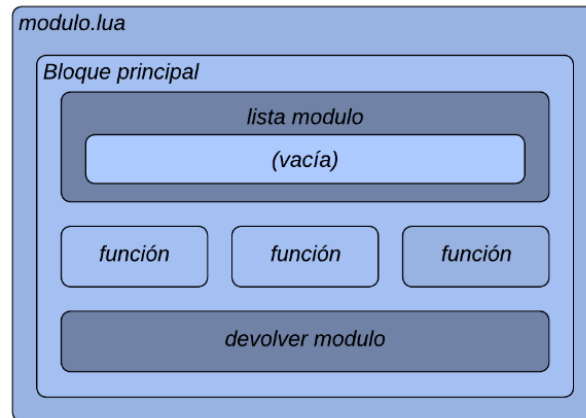 modulo.lua
Bloque principal
lista modulo
(vacía)
función función función
devolver modulo